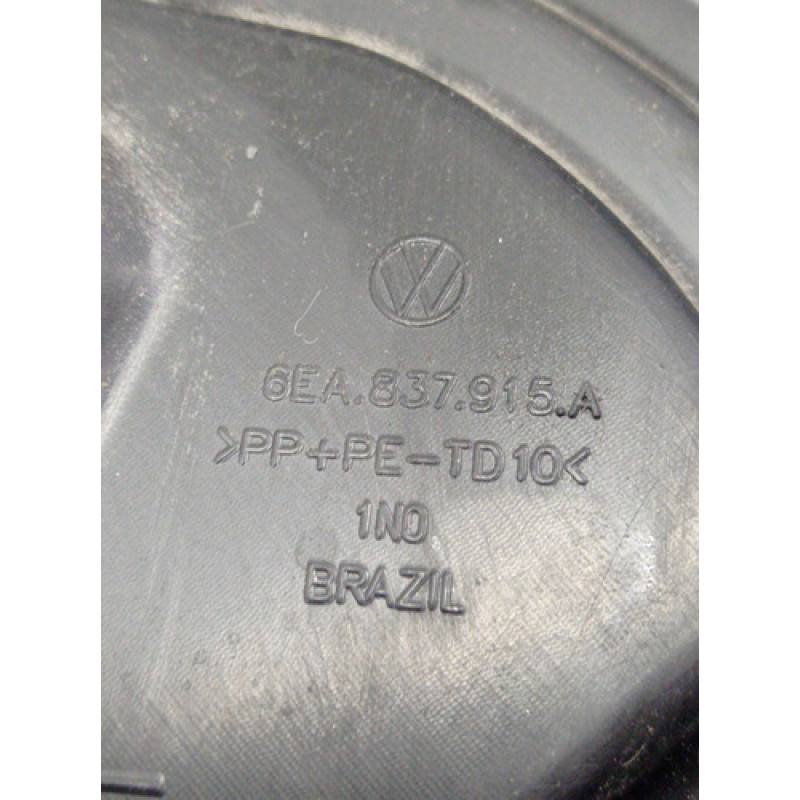 6EA.837.915.A
>PP+PE-TD10<
1N0
BRAZIL